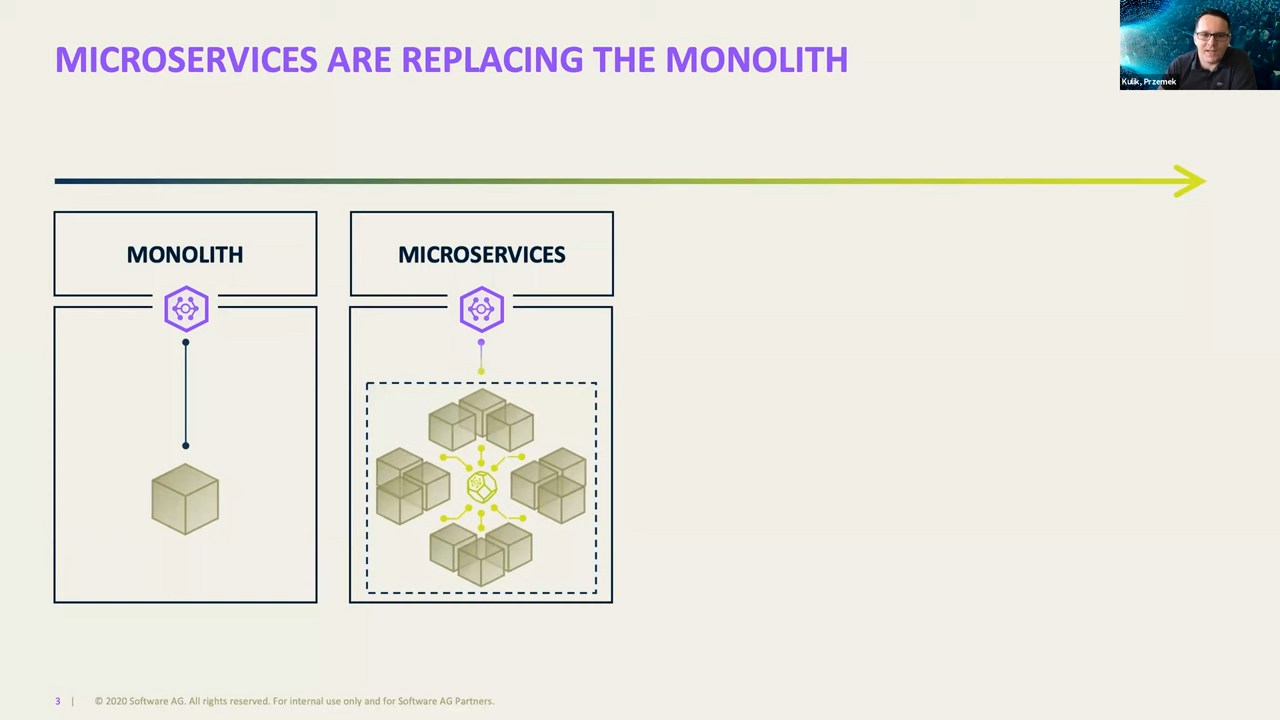 MICROSERVICES ARE REPLACING THE MONOLITH
Kulik, Przemek
MONOLITH
MICROSERVICES
3 | © 2020 Software AG. All rights reserved. For internal use only and for Software AG Partners.